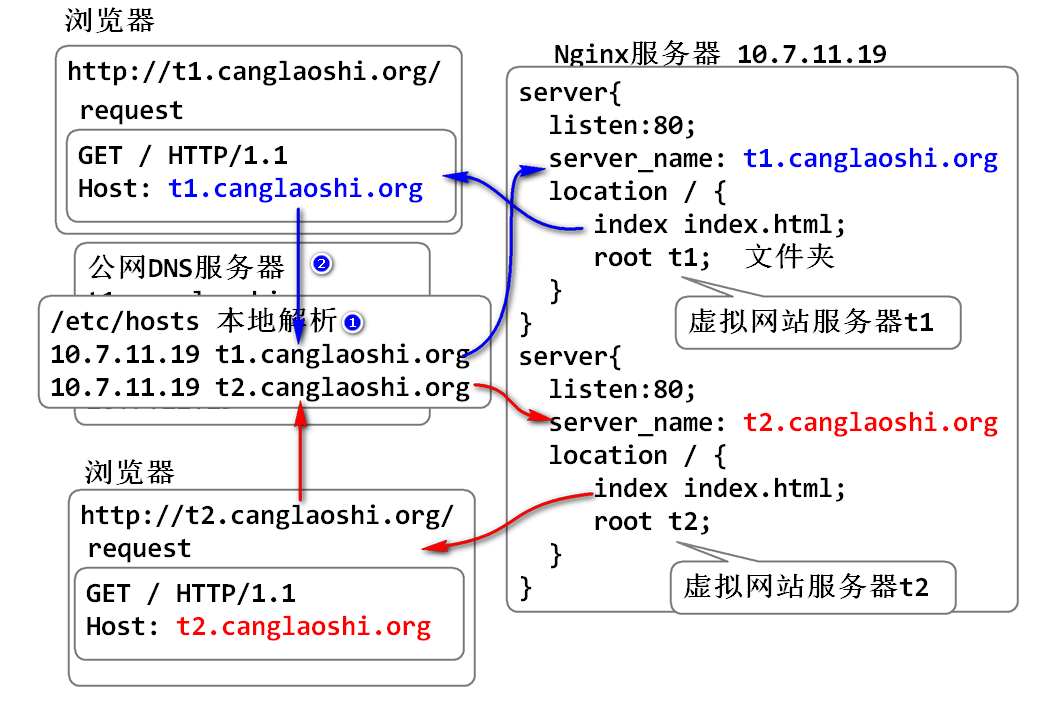 浏览器
http://t1.canglaoshi.org/
request
GET / HTTP/1.1
Host: t1.canglaoshi.org
公网DNS服务器
②
/etc/hosts 本地解析①
10.7.11.19 t1.canglaoshi.org
10.7.11.19 t2.canglaoshi.org
浏览器
http://t2.canglaoshi.org/
request
GET / HTTP/1.1
Host: t2.canglaoshi.org
Nginx服务器 10.7.11.19
server{
listen:80;
server_name: t1.canglaoshi.org
location / {
index index.html;
root t1; 文件夹
}
虚拟网站服务器t1
}
server{
listen:80;
server_name: t2.canglaoshi.org
location / {
index index.html;
root t2;
}
虚拟网站服务器t2
}